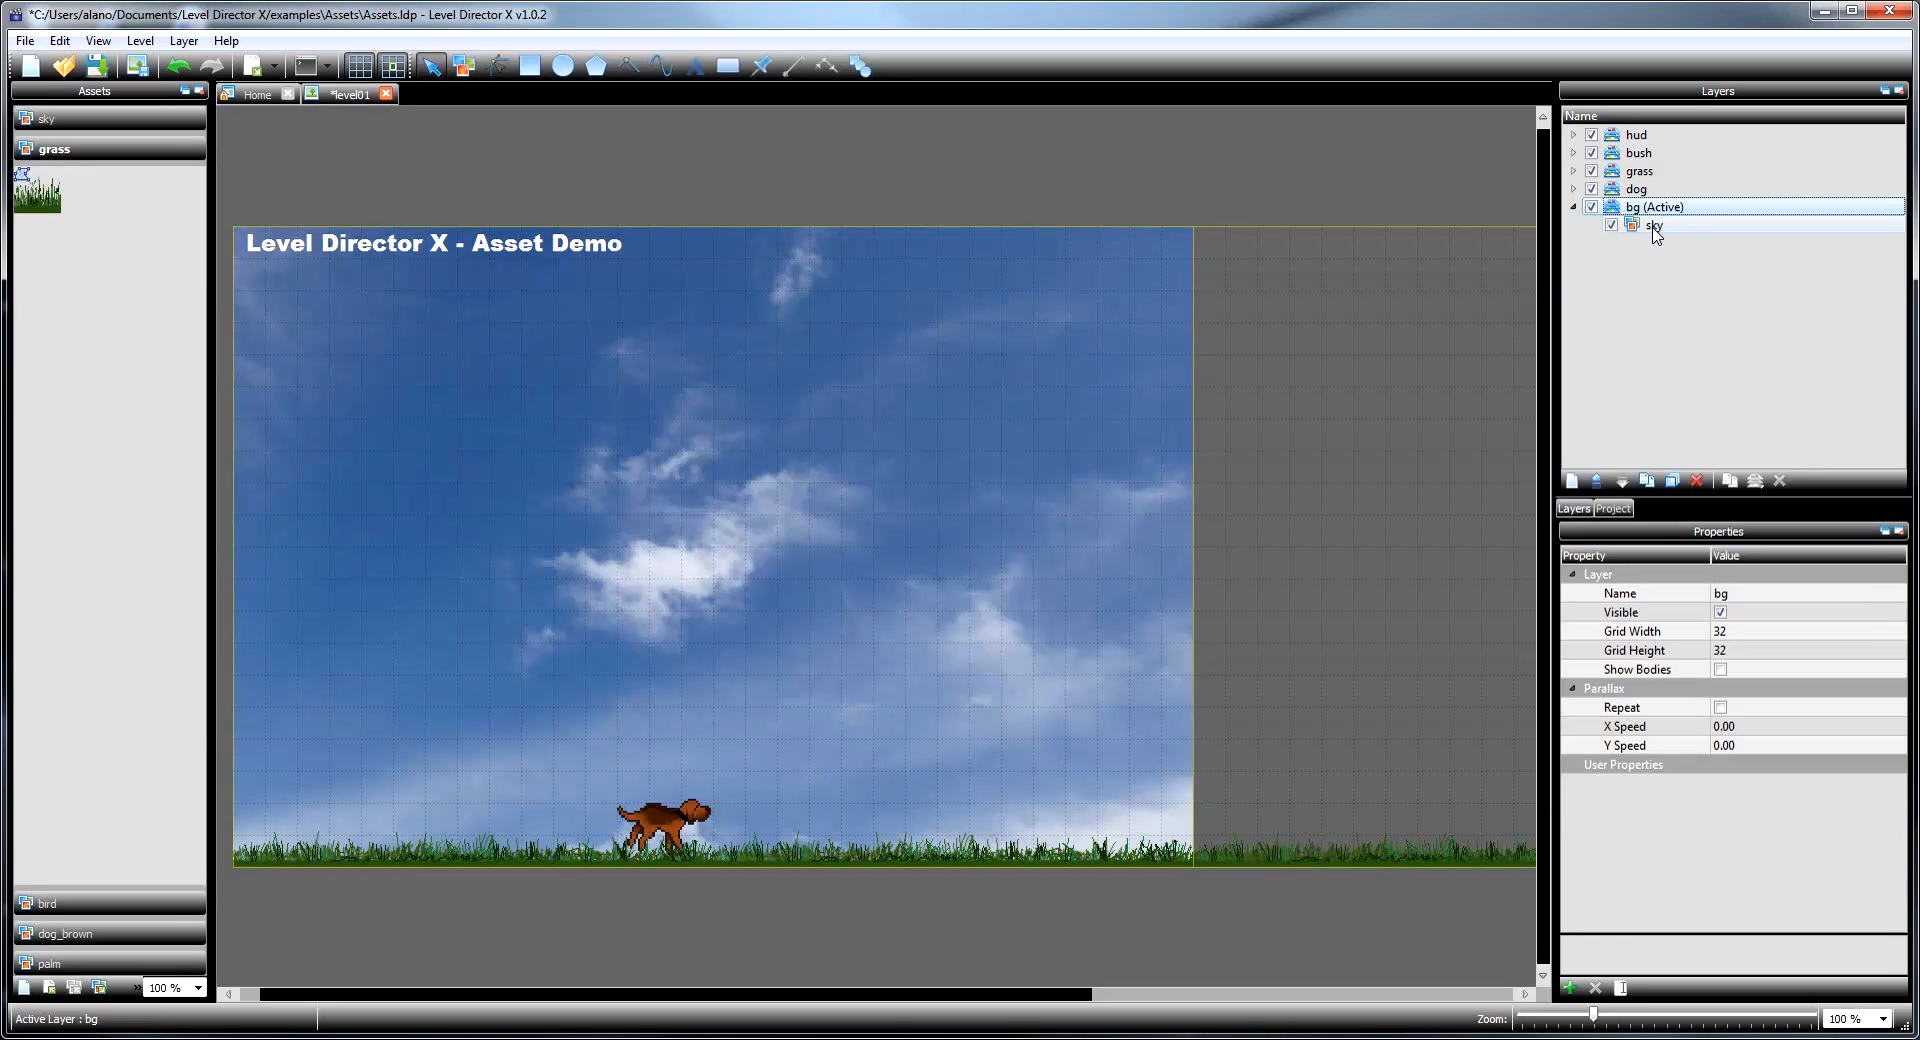 *C:/Users/alano/Documents/Level Director X/examples\Assets\Assets.ldp - Level Director X v1.0.2
File Edit View Level Layer Help
Assets
Home
*level01
Layers
sky
grass
Name
hud
bush
grass
dog
bg (Active)
sky
Level Director X - Asset Demo
Layers Project
Properties
Property Value
Layer
Name bg
Visible
Grid Width 32
Grid Height 32
Show Bodies
Parallax
Repeat
X Speed 0.00
Y Speed 0.00
User Properties
bird
dog_brown
palm
» 100 %
Active Layer : bg
Zoom: 100 %